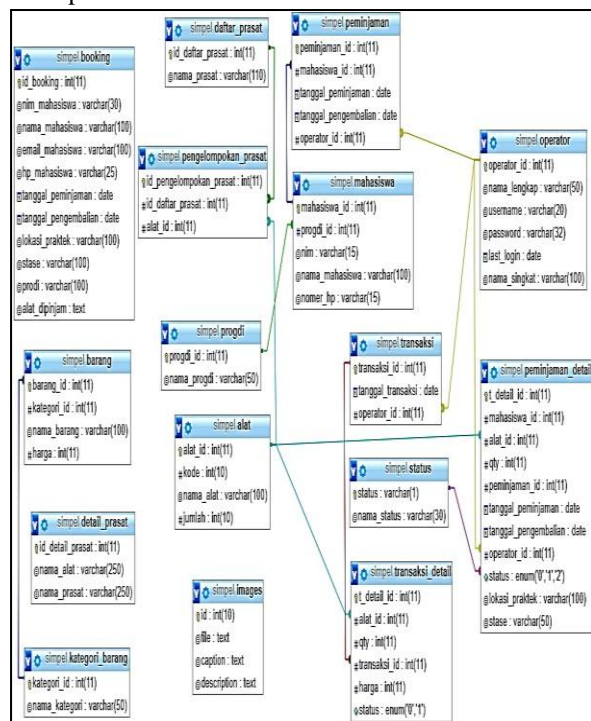 simpel daftar_prasat
id_daftar_prasat : int(11)
nama_prasat : varchar(110)
simpel peminjaman
peminjaman_id : int(11)
mahasiswa_id : int(11)
tanggal_peminjaman : date
tanggal_pengembalian : date
operator_id : int(11)
simpel booking
id_booking : int(11)
nim_mahasiswa : varchar(30)
nama_mahasiswa : varchar(100)
email_mahasiswa : varchar(100)
hp_mahasiswa : varchar(25)
tanggal_peminjaman : date
tanggal_pengembalian : date
lokasi_praktek : varchar(100)
stase : varchar(100)
prodi : varchar(100)
alat_dipinjam : text
simpel pengelompokan_prasat
id_pengelompokan_prasat : int(11)
id_daftar_prasat : int(11)
alat_id : int(11)
simpel operator
operator_id : int(11)
nama_lengkap : varchar(50)
username : varchar(20)
password : varchar(32)
last_login : date
nama_singkat : varchar(100)
simpel mahasiswa
mahasiswa_id : int(11)
progdi_id : int(11)
nim : varchar(15)
nama_mahasiswa : varchar(100)
nomer_hp : varchar(15)
simpel progdi
progdi_id : int(11)
nama_progdi : varchar(50)
simpel transaksi
transaksi_id : int(11)
tanggal_transaksi : date
operator_id : int(11)
simpel barang
barang_id : int(11)
kategori_id : int(11)
nama_barang : varchar(100)
harga : int(11)
simpel peminjaman_detail
t_detail_id : int(11)
mahasiswa_id : int(11)
alat_id : int(11)
qty : int(11)
peminjaman_id : int(11)
tanggal_peminjaman : date
tanggal_pengembalian : date
operator_id : int(11)
status : enum('0','1','2')
lokasi_praktek : varchar(100)
stase : varchar(50)
simpel alat
alat_id : int(11)
kode : int(10)
nama_alat : varchar(100)
jumlah : int(10)
simpel status
status : varchar(1)
nama_status : varchar(30)
simpel detail_prasat
id_detail_prasat : int(11)
nama_alat : varchar(250)
nama_prasat : varchar(250)
simpel transaksi_detail
t_detail_id : int(11)
alat_id : int(11)
qty : int(11)
transaksi_id : int(11)
harga : int(11)
status : enum('0','1')
simpel images
id : int(10)
file : text
caption : text
description : text
simpel kategori_barang
kategori_id : int(11)
nama_kategori : varchar(50)